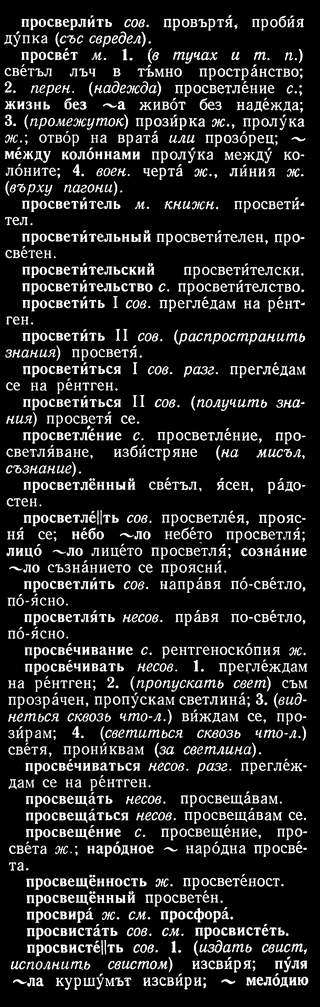 просверли́ть сов. провъртя́, проби́я
ду́пка (със свредел).
просве́т м. 1. (в тучах и т. п.)
све́тъл лъч в тъ́мно простра́нство;
2. перен. (надежда) просветле́ние с.;
жизнь без ~а живо́т без наде́жда;
3. (промежуток) прози́рка ж., пролу́ка
ж.; отво́р на врата́ или прозо́рец; ~
ме́жду коло́ннами пролу́ка между́ ко-
ло́ните; 4. воен. черта́ ж., ли́ния ж.
(върху пагони).
просвети́тель м. книжн. просвети́-
тел.
просвети́тельный просвети́телен, про-
све́тен.
просвети́тельский просвети́телски.
просвети́тельство с. просвети́телство.
просвети́ть I сов. прегле́дам на ре́нт-
ген.
просвети́ть II сов. (распространить
знания) просветя́.
просвети́ться I сов. разг. прегле́дам
се на ре́нтген.
просвети́ться II сов. (получить зна-
ния) просветя́ се.
просветле́ние с. просветле́ние, про-
светля́ване, изби́стряне (на мисъл,
съзнание).
просветлённый све́тъл, я́сен, ра́до-
стен.
просветле́||ть сов. просветле́я, прояс-
ня́ се; не́бо ~ло небе́то просветля́;
лицо́ ~ло лице́то просветля́; созна́ние
~ло съзна́нието се проясни́.
просветли́ть сов. напра́вя по́-све́тло,
по́-я́сно.
просветля́ть несов. пра́вя по-све́тло,
по́-я́сно.
просве́чивание с. рентгеноско́пия ж.
просве́чивать несов. 1. прегле́ждам
на ре́нтген; 2. (пропускать свет) съм
прозра́чен, пропу́скам светлина́; 3. (вид-
неться сквозь что-л.) ви́ждам се, про-
зи́рам; 4. (светиться сквозь что-л.)
све́тя, прони́квам (за светлина).
просве́чиваться несов. разг. прегле́ж-
дам се на ре́нтген.
просвеща́ть несов. просвеща́вам.
просвеща́ться несов. просвеща́вам се.
просвеще́ние с. просвеще́ние, про-
све́та ж.; наро́дное ~ наро́дна просве́-
та.
просвещённость ж. просвете́ност.
просвещённый просвете́н.
просвира́ ж. см. просфора́.
просвиста́ть сов. см. просвисте́ть.
просвисте́||ть сов. 1. (издать свист,
исполнить свистом) изсви́ря; пу́ля
~ла куршу́мът изсви́ри; ~ мело́дию